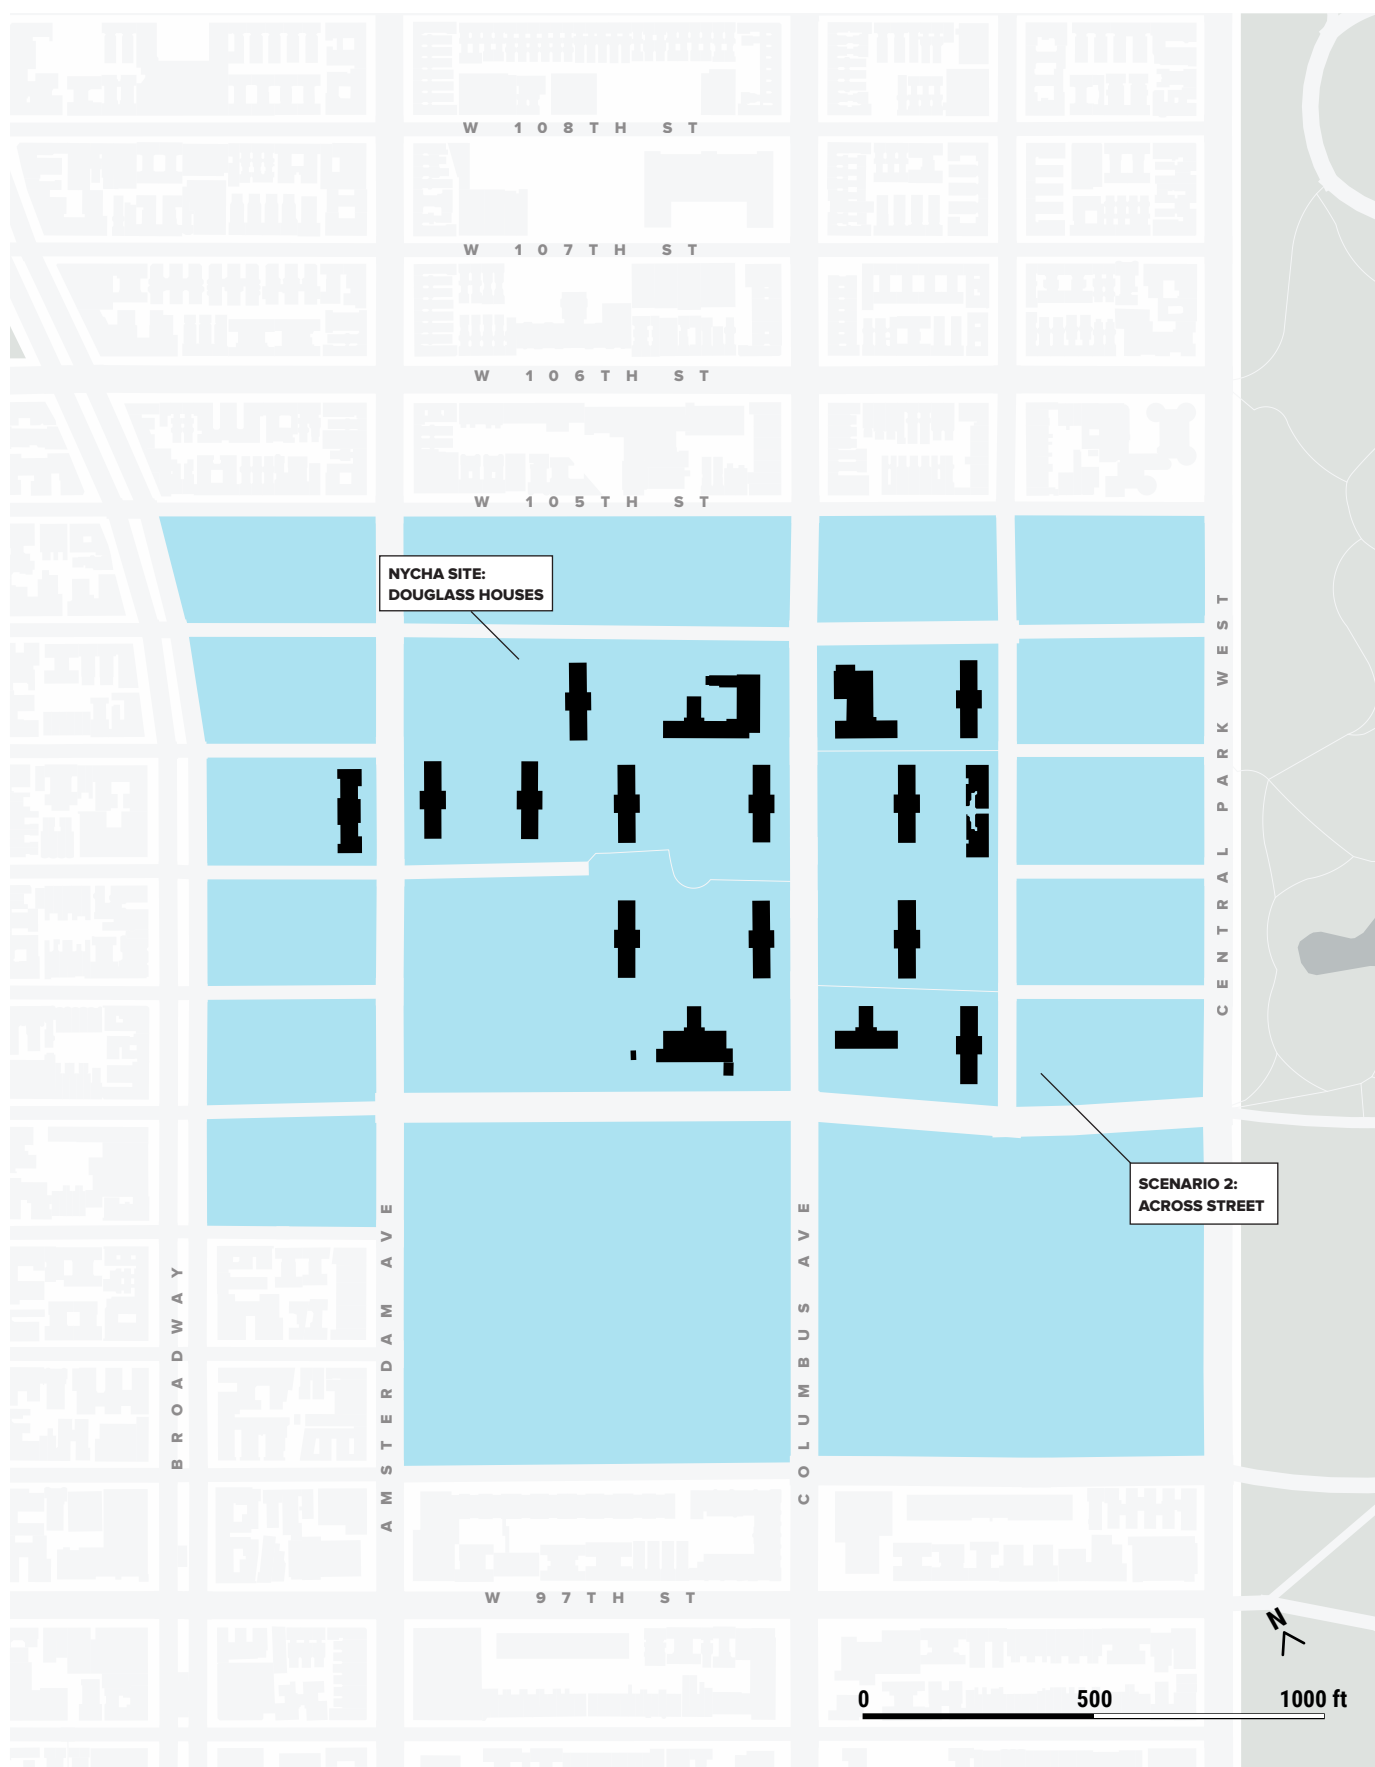 W 108TH ST
W 107TH ST
W 106TH ST
W 105TH ST
NYCHA SITE:
DOUGLASS HOUSES
CENTRAL PARK WEST
SCENARIO 2:
ACROSS STREET
BROADWAY
AMSTERDAM AVE
COLUMBUS AVE
W 97TH ST
N
0 500 1000 ft